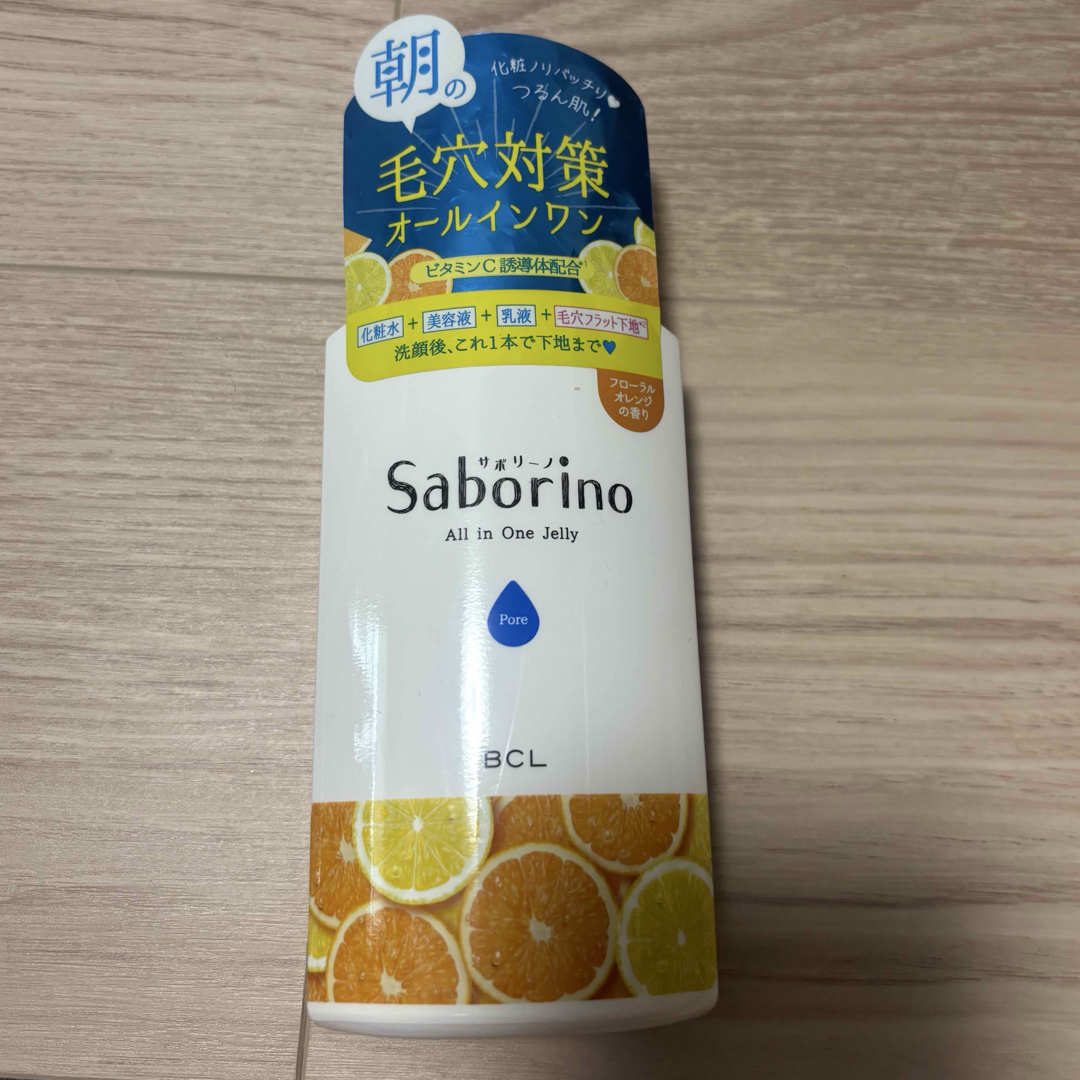 朝の
化粧ノリバッチリ♥
つるん肌!
毛穴対策
オールインワン
ビタミンC誘導体配合*1
化粧水 + 美容液 + 乳液 + 毛穴フラット下地*2
洗顔後、これ1本で下地まで♥
フローラル
オレンジ
の香り
サボリーノ
Saborino
All in One Jelly
Pore
BCL